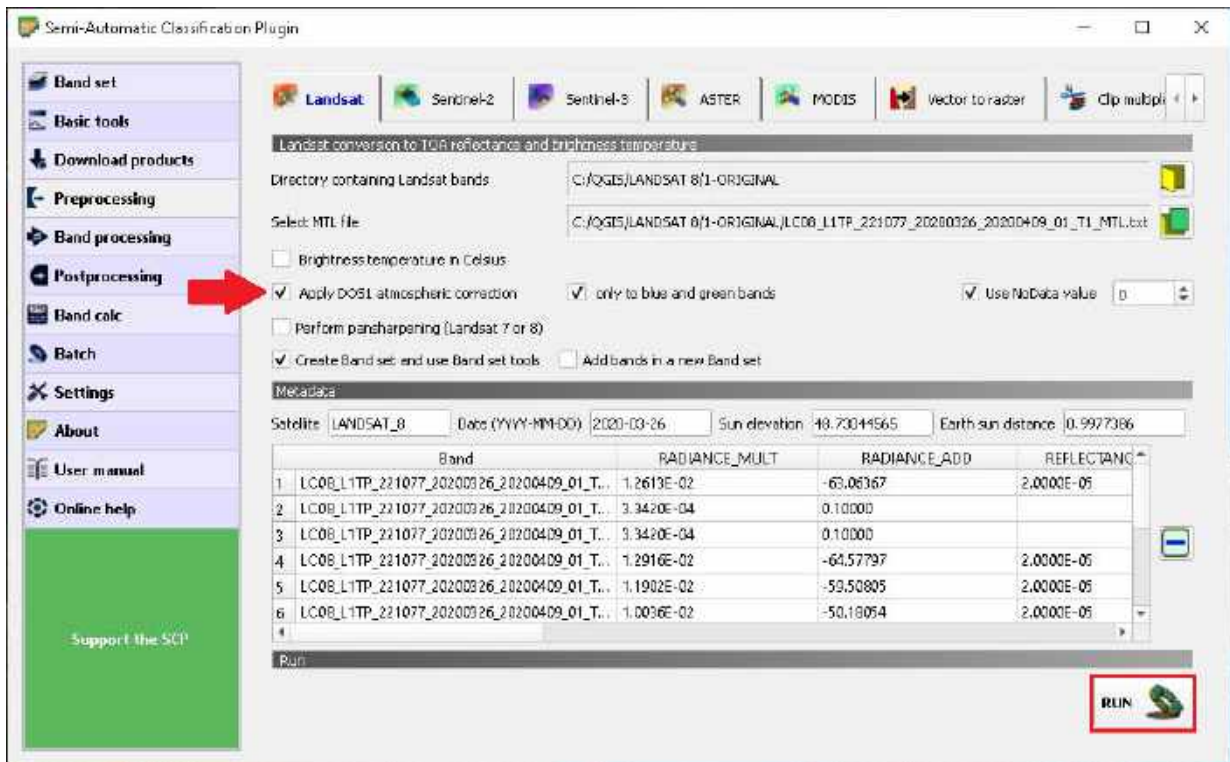 Semi-Automatic Classification Plugin
Band set
Basic tools
Download products
Preprocessing
Band processing
Postprocessing
Band calc
Batch
Settings
About
User manual
Online help
Support the SCP
Landsat Sentinel-2 Sentinel-3 ASTER MODIS Vector to raster Clip multipl
Landsat conversion to TOA reflectance and brightness temperature
Directory containing Landsat bands C:/QGIS/LANDSAT 8/1-ORIGINAL
Select MTL file C:/QGIS/LANDSAT 8/1-ORIGINAL/LC08_L1TP_221077_20200326_20200409_01_T1_MTL.txt
Brightness temperature in Celsius
Apply DOS1 atmospheric correction only to blue and green bands Use NoData value 0
Perform pansharpening (Landsat 7 or 8)
Create Band set and use Band set tools Add bands in a new Band set
Metadata
Satellite LANDSAT_8 Date (YYYY-MM-DD) 2020-03-26 Sun elevation 48.73044565 Earth sun distance 0.9977386
Band RADIANCE_MULT RADIANCE_ADD REFLECTANC
1 LC08_L1TP_221077_20200326_20200409_01_T... 1.2613E-02 -63.06367 2.0000E-05
2 LC08_L1TP_221077_20200326_20200409_01_T... 3.3420E-04 0.10000
3 LC08_L1TP_221077_20200326_20200409_01_T... 3.3420E-04 0.10000
4 LC08_L1TP_221077_20200326_20200409_01_T... 1.2916E-02 -64.57797 2.0000E-05
5 LC08_L1TP_221077_20200326_20200409_01_T... 1.1902E-02 -59.50805 2.0000E-05
6 LC08_L1TP_221077_20200326_20200409_01_T... 1.0036E-02 -50.18054 2.0000E-05
Run
RUN